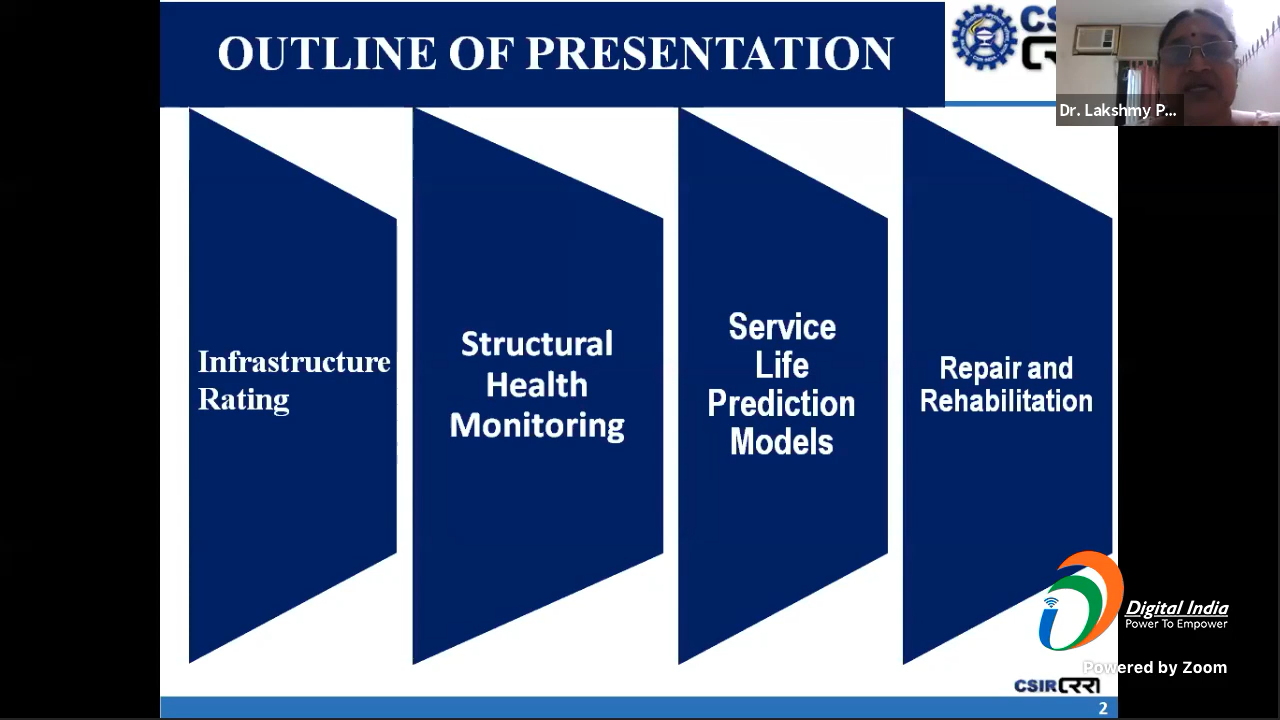 OUTLINE OF PRESENTATION
Dr. Lakshmy P...
Infrastructure
Rating
Structural
Health
Monitoring
Service
Life
Prediction
Models
Repair and
Rehabilitation
Digital India
Power To Empower
Powered by Zoom
CSIR CRRI
2